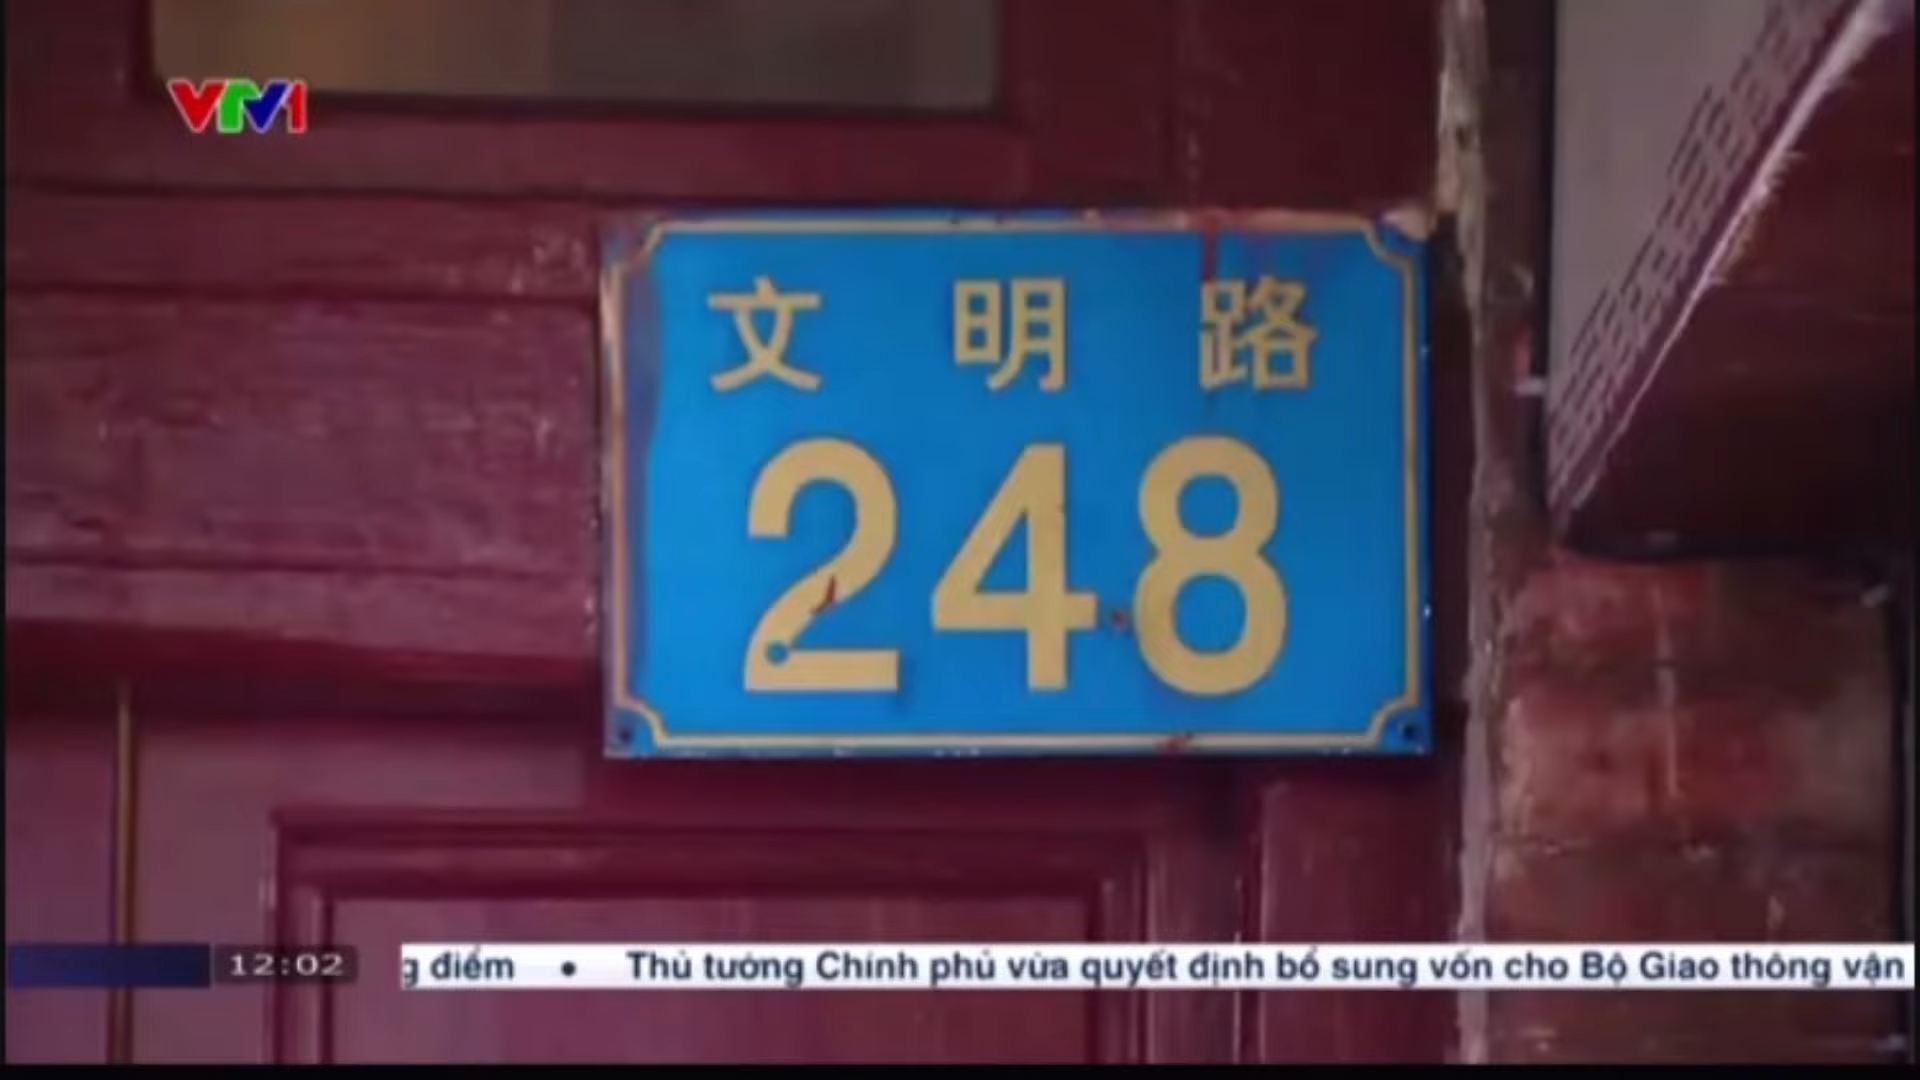 VTV1
文明路
248
12:02
g điểm • Thủ tướng Chính phủ vừa quyết định bổ sung vốn cho Bộ Giao thông vận